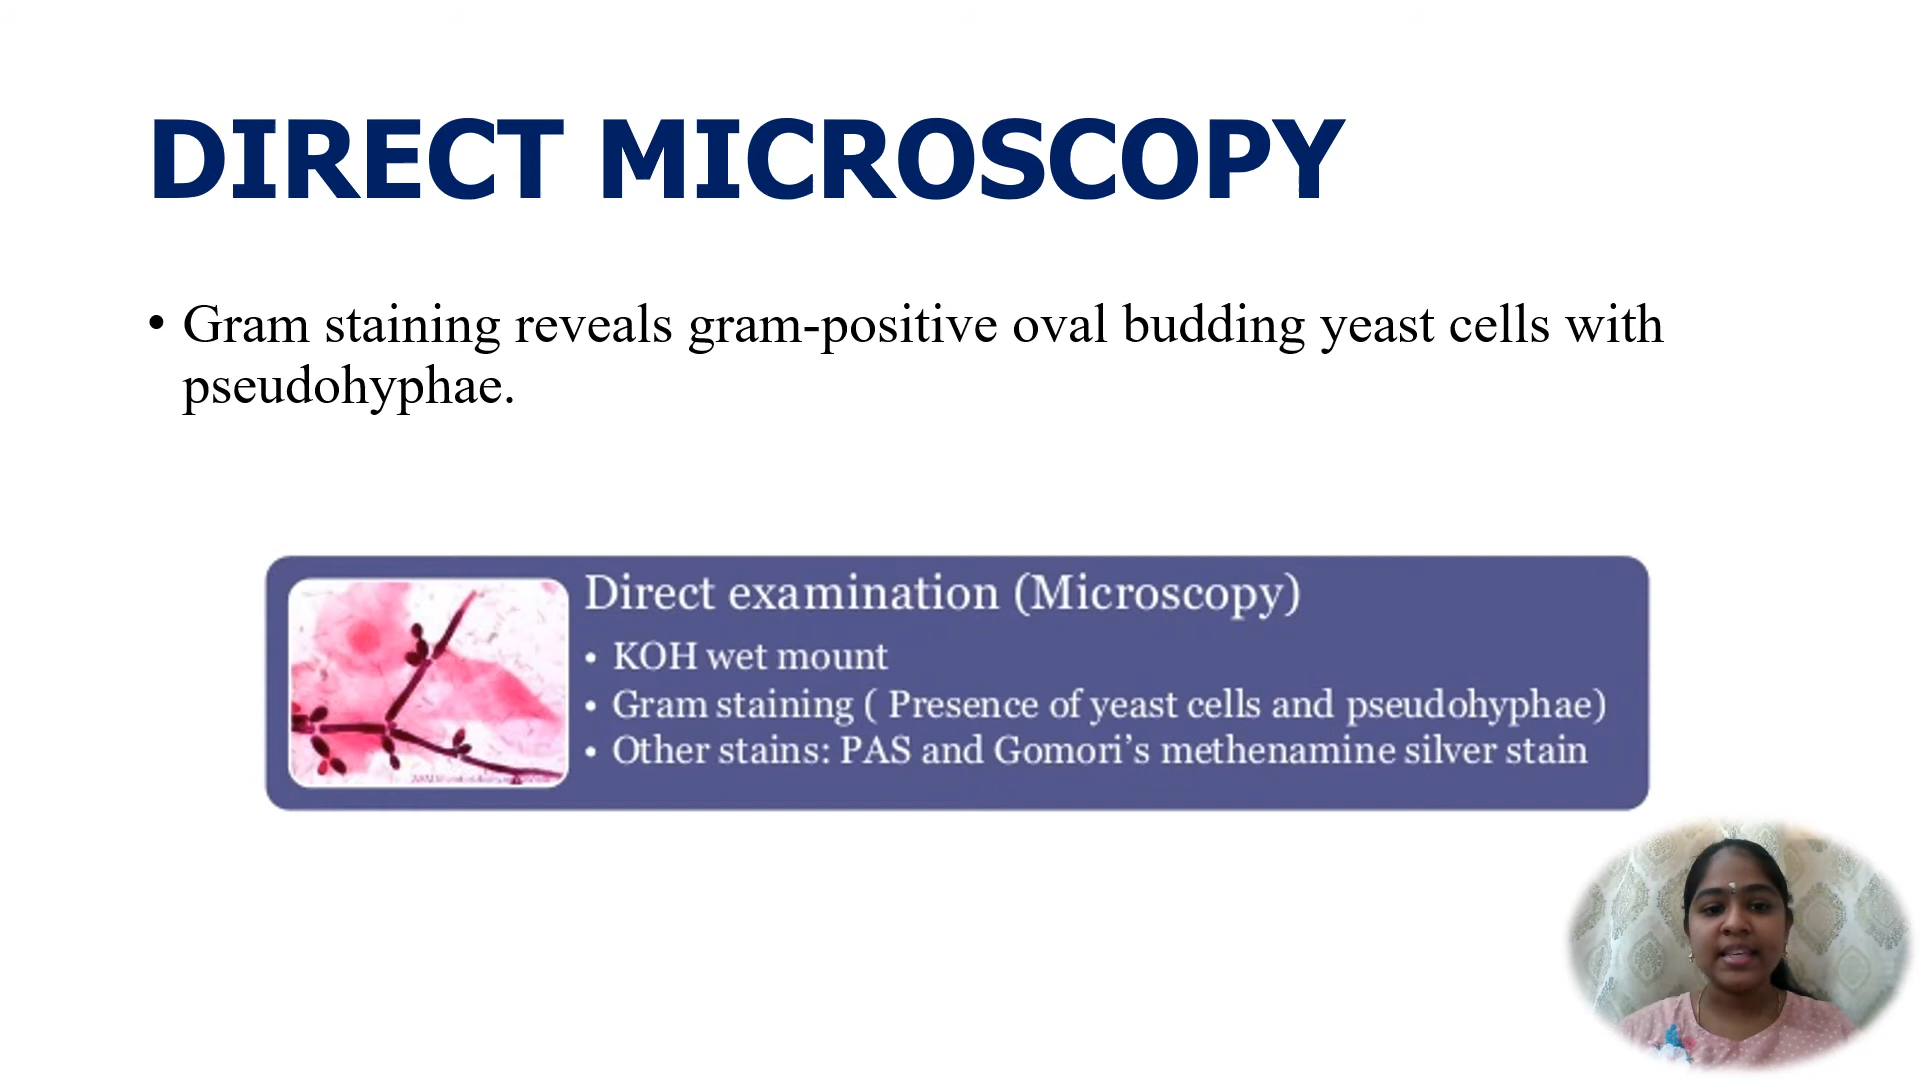 DIRECT MICROSCOPY
• Gram staining reveals gram-positive oval budding yeast cells with
pseudohyphae.
Direct examination (Microscopy)
• KOH wet mount
• Gram staining ( Presence of yeast cells and pseudohyphae)
• Other stains: PAS and Gomori’s methenamine silver stain